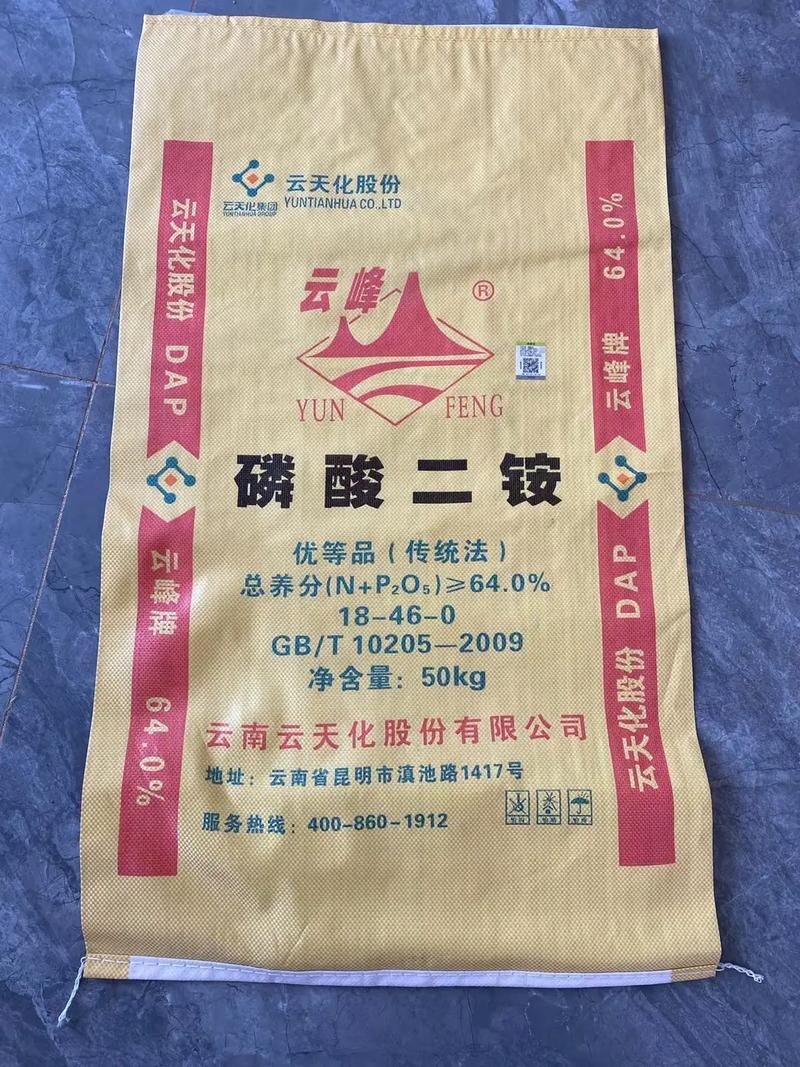 云天化集团
YUNTIANHUA GROUP
云天化股份
YUNTIANHUA CO.,LTD
云天化股份 DAP
云峰牌 64.0%
云峰牌 64.0%
云天化股份 DAP
云峰
®
YUN FENG
磷酸二铵
优等品(传统法)
总养分(N+P₂O₅)≥64.0%
18-46-0
GB/T 10205—2009
净含量：50kg
云南云天化股份有限公司
地址：云南省昆明市滇池路1417号
服务热线：400-860-1912